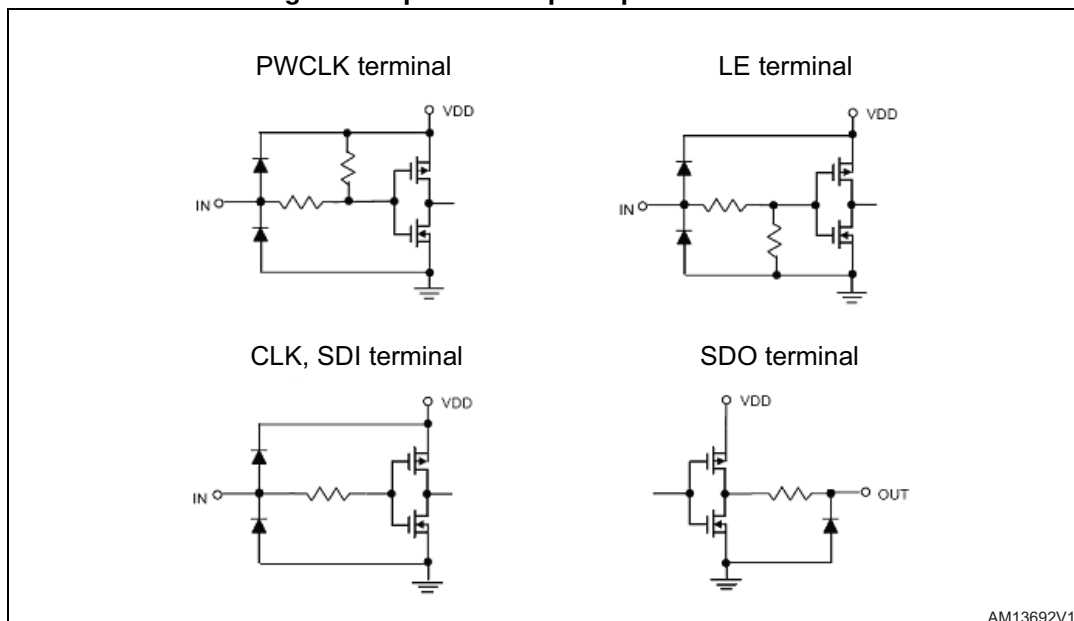 PWCLK terminal
LE terminal
VDD
IN
VDD
IN
CLK, SDI terminal
SDO terminal
VDD
IN
VDD
OUT
AM13692V1